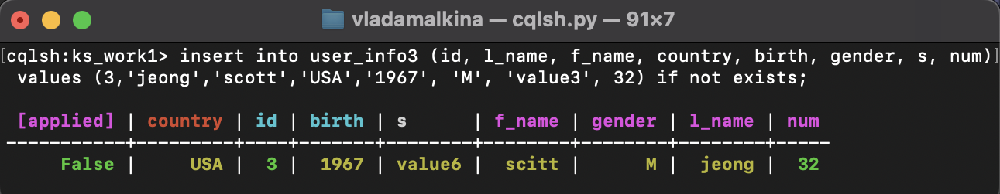 vladamalkina — cqlsh.py — 91×7
[cqlsh:ks_work1> insert into user_info3 (id, l_name, f_name, country, birth, gender, s, num)]
values (3,'jeong','scott','USA','1967', 'M', 'value3', 32) if not exists;
[applied] | country | id | birth | s      | f_name | gender | l_name | num
-----------+---------+----+-------+--------+--------+--------+--------+-----
False |     USA |  3 |  1967 | value6 |  scitt |      M |  jeong |  32